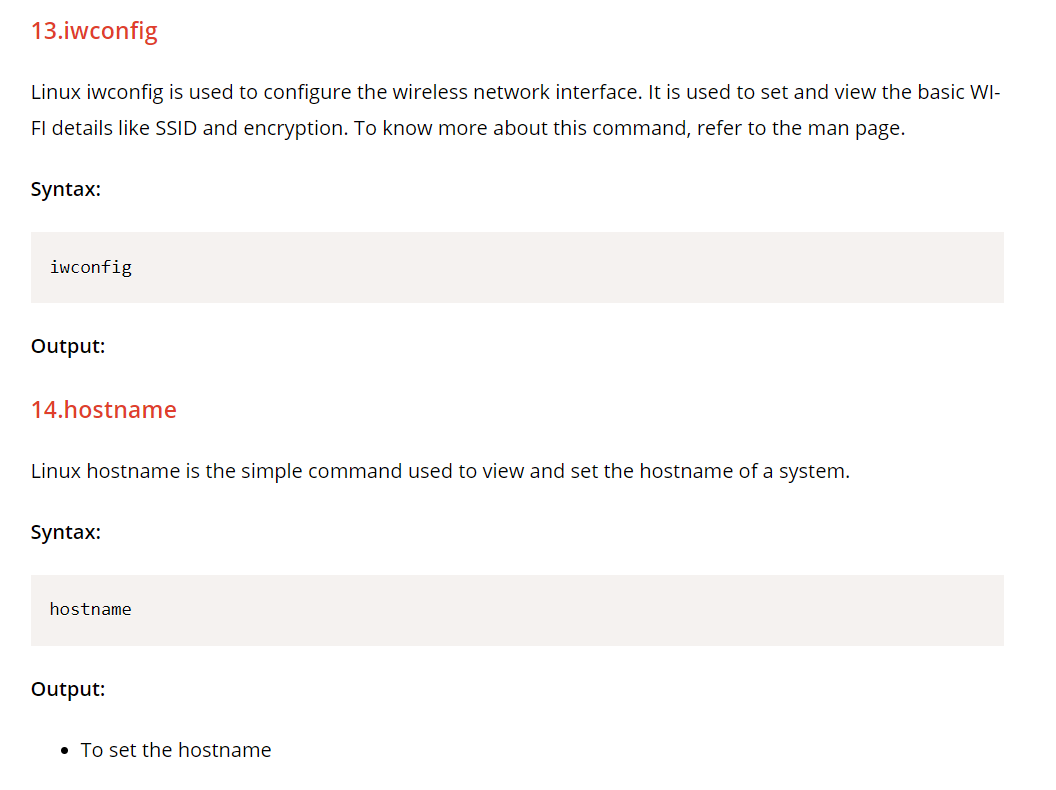 13.iwconfig
Linux iwconfig is used to configure the wireless network interface. It is used to set and view the basic WI-
FI details like SSID and encryption. To know more about this command, refer to the man page.
Syntax:
iwconfig
Output:
14.hostname
Linux hostname is the simple command used to view and set the hostname of a system.
Syntax:
hostname
Output:
• To set the hostname